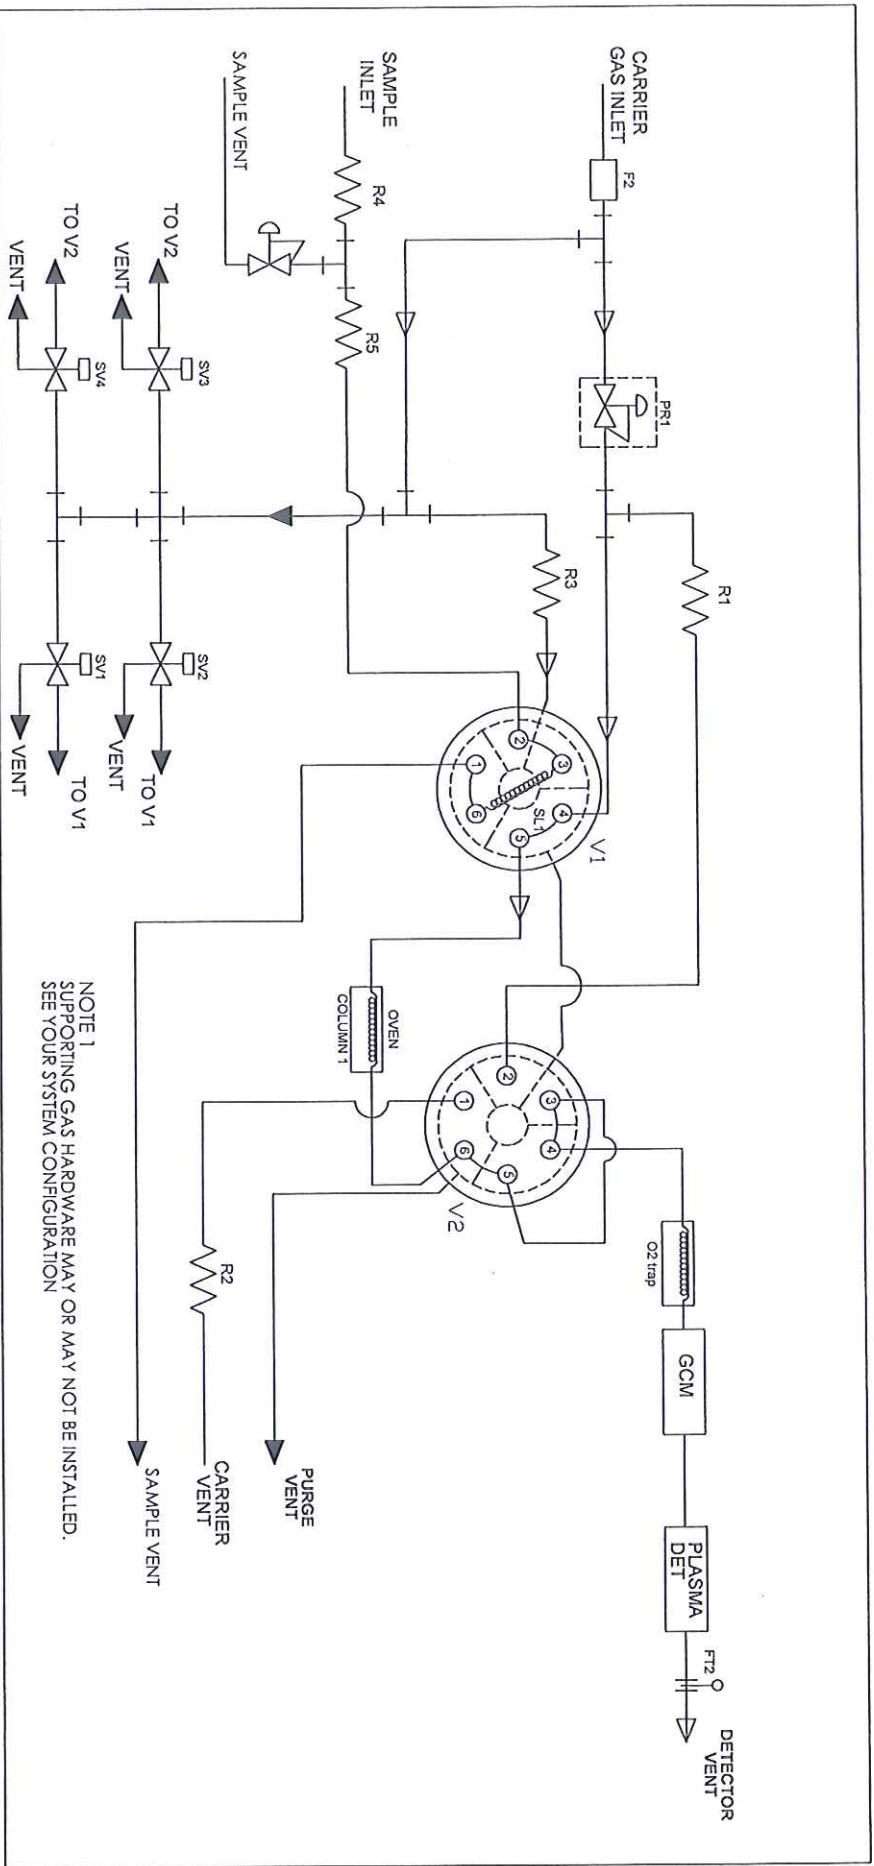 CARRIER
GAS INLET
F2
PR1
R1
SAMPLE
INLET
R4
R5
R3
SAMPLE VENT
TO V2
VENT
SV3
TO V2
VENT
SV4
SV2
VENT
TO V1
SV1
VENT
TO V1
1
2
3
4
5
6
SL1
V1
OVEN
COLUMN 1
1
2
3
4
5
6
V2
R2
O2 trap
GCM
PLASMA
DET
FT2
DETECTOR
VENT
PURGE
VENT
CARRIER
VENT
SAMPLE VENT
NOTE 1
SUPPORTING GAS HARDWARE MAY OR MAY NOT BE INSTALLED.
SEE YOUR SYSTEM CONFIGURATION